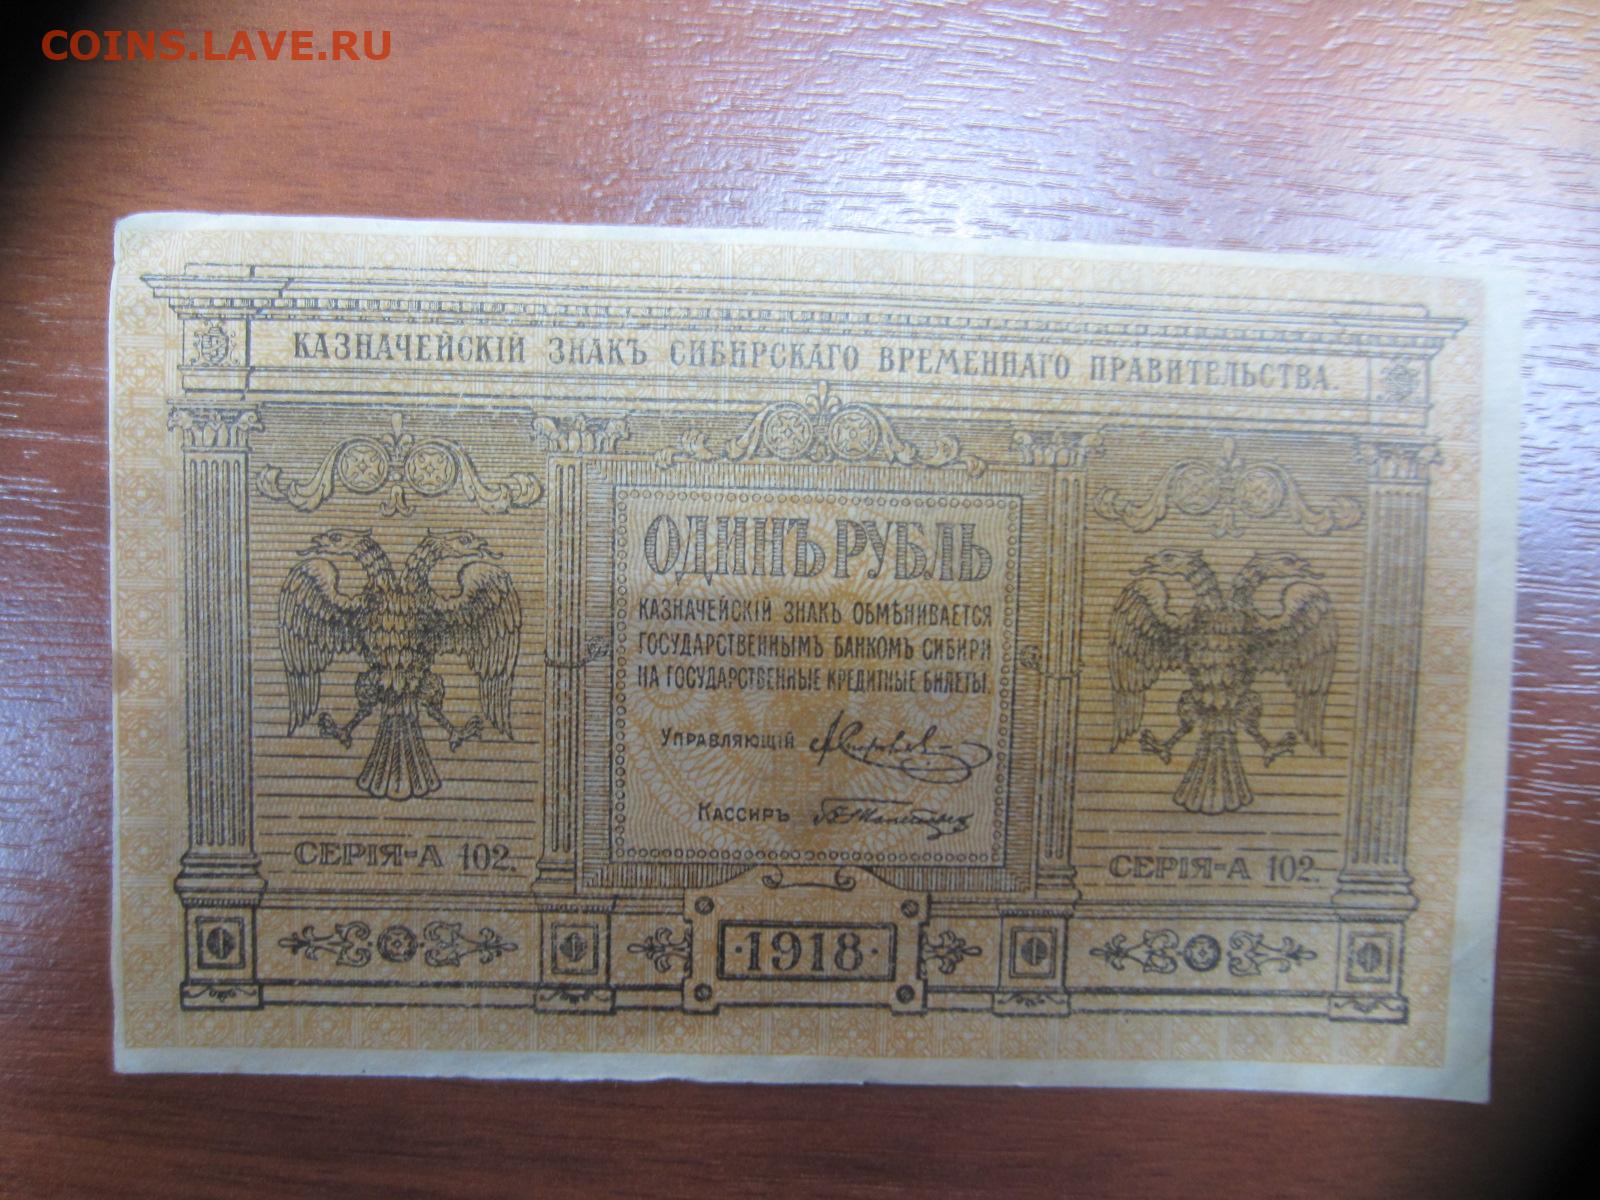 COINS.LAVE.RU
КАЗНАЧЕЙСКІЙ ЗНАКЪ СИБИРСКАГО ВРЕМЕННАГО ПРАВИТЕЛЬСТВА.
ОДИНЪ РУБЛЬ
КАЗНАЧЕЙСКІЙ ЗНАКЪ ОБМѢНИВАЕТСЯ
ГОСУДАРСТВЕННЫМЪ БАНКОМЪ СИБИРИ
НА ГОСУДАРСТВЕННЫЕ КРЕДИТНЫЕ БИЛЕТЫ.
УПРАВЛЯЮЩІЙ
КАССИРЪ
СЕРІЯ-А 102.
СЕРІЯ-А 102.
·1918·